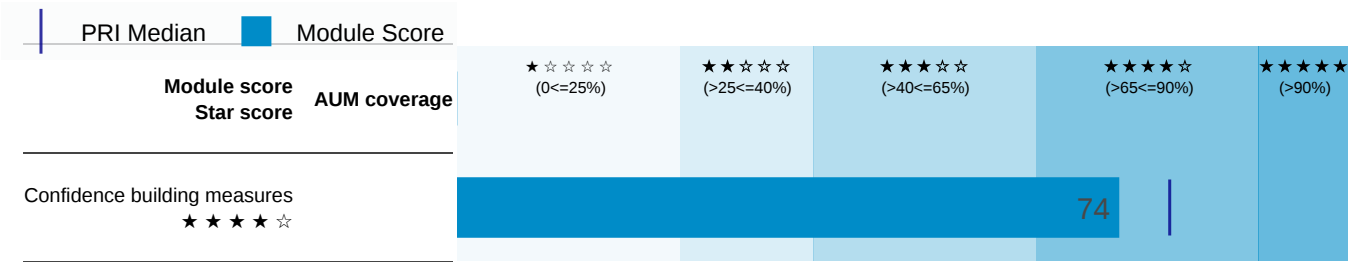 PRI Median Module Score
Module score
Star score
AUM coverage
★☆☆☆☆
(0<=25%)
★★☆☆☆
(>25<=40%)
★★★☆☆
(>40<=65%)
★★★★☆
(>65<=90%)
★★★★★
(>90%)
Confidence building measures
★★★★☆
74